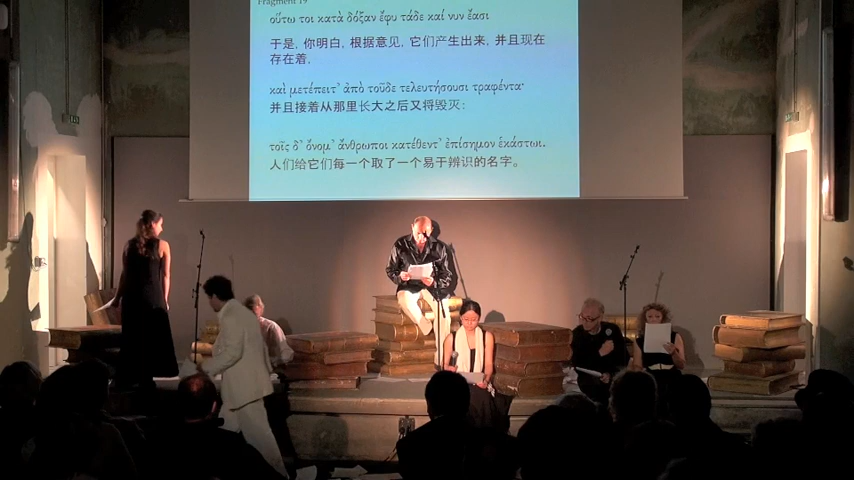 Fragment 19
οὕτω τοι κατὰ δόξαν ἔφυ τάδε καί νυν ἔασι
于是, 你明白, 根据意见, 它们产生出来, 并且现在
存在着,
καὶ μετέπειτ' ἀπὸ τοῦδε τελευτήσουσι τραφέντα·
并且接着从那里长大之后又将毁灭:
τοῖς δ' ὄνομ' ἄνθρωποι κατέθεντ' ἐπίσημον ἑκάστωι.
人们给它们每一个取了一个易于辨识的名字。